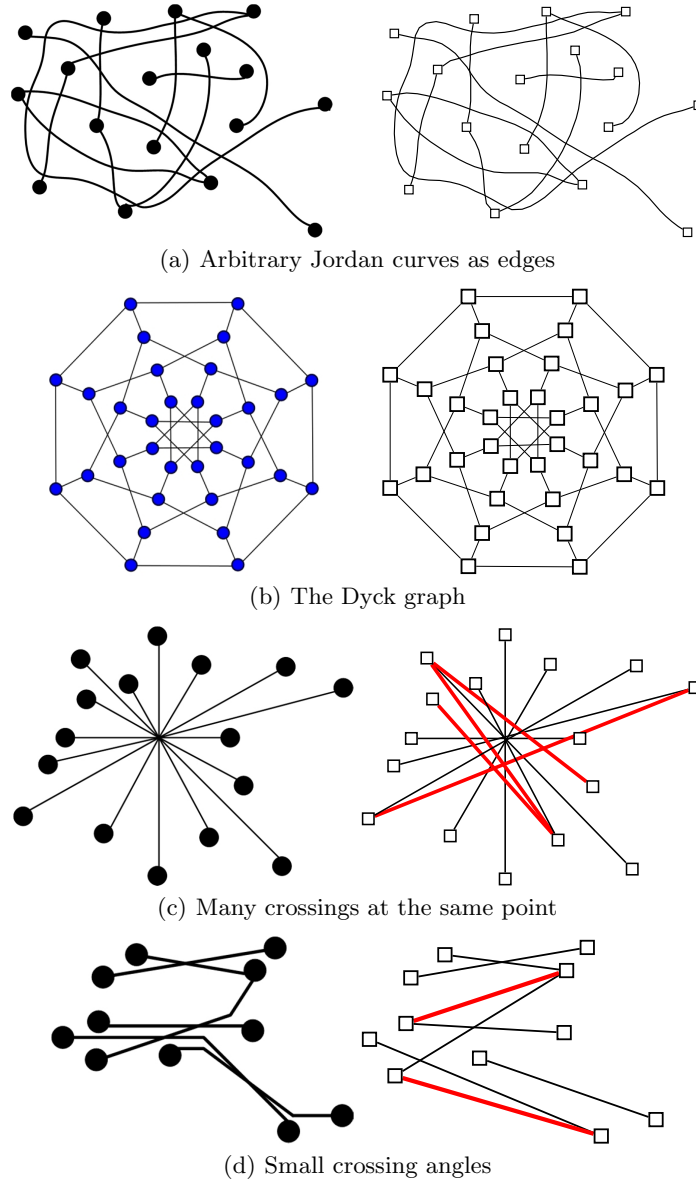 (a) Arbitrary Jordan curves as edges
(b) The Dyck graph
(c) Many crossings at the same point
(d) Small crossing angles